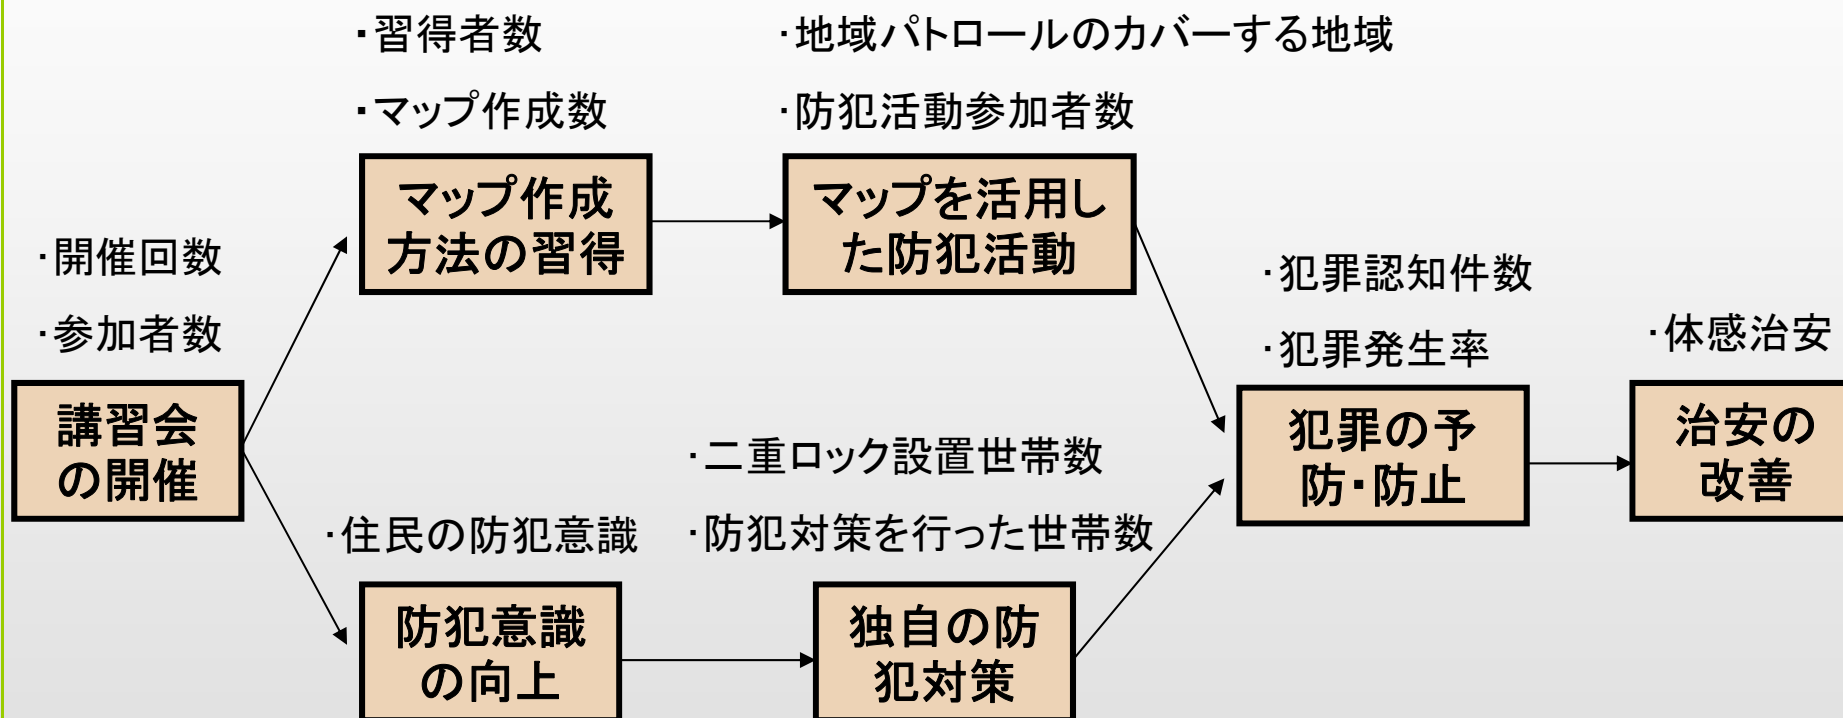 ・習得者数
・マップ作成数
・地域パトロールのカバーする地域
・防犯活動参加者数
マップ作成
方法の習得
マップを活用し
た防犯活動
・開催回数
・参加者数
講習会
の開催
・犯罪認知件数
・犯罪発生率
犯罪の予
防・防止
・体感治安
治安の
改善
・住民の防犯意識
防犯意識
の向上
・二重ロック設置世帯数
・防犯対策を行った世帯数
独自の防
犯対策